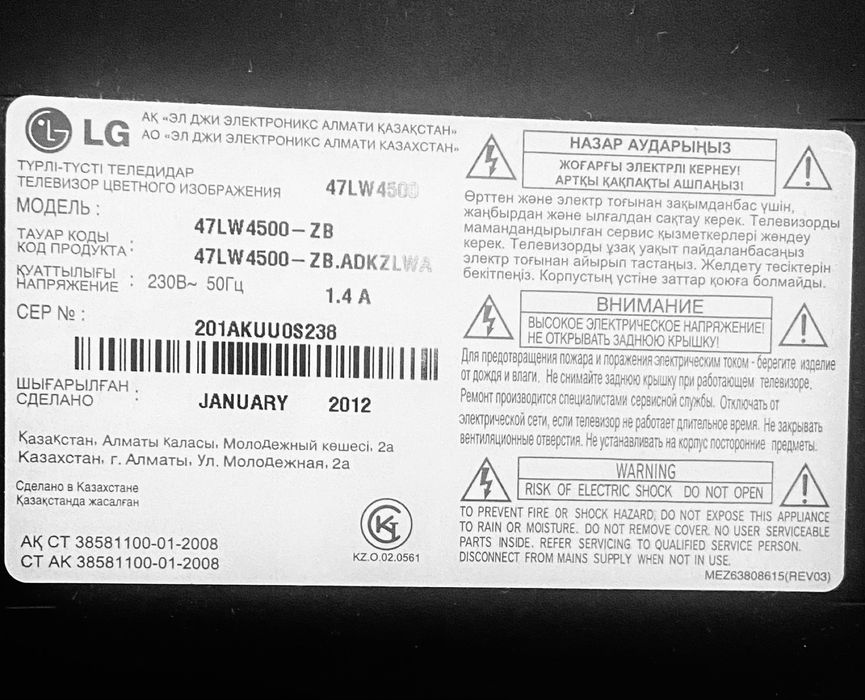 LG
АҚ «ЭЛ ДЖИ ЭЛЕКТРОНИКС АЛМАТИ ҚАЗАҚСТАН»
АО «ЭЛ ДЖИ ЭЛЕКТРОНИКС АЛМАТИ КАЗАХСТАН»
ТҮРЛІ-ТҮСТІ ТЕЛЕДИДАР
ТЕЛЕВИЗОР ЦВЕТНОГО ИЗОБРАЖЕНИЯ 47LW4500
МОДЕЛЬ : 47LW4500-ZB
ТАУАР КОДЫ
КОД ПРОДУКТА : 47LW4500-ZB.ADKZLWA
ҚУАТТЫЛЫҒЫ
НАПРЯЖЕНИЕ : 230В~ 50Гц 1.4 A
СЕР № : 201AKUU0S238
ШЫҒАРЫЛҒАН
СДЕЛАНО : JANUARY 2012
Қазақстан, Алматы қаласы, Молодежный көшесі, 2а
Казахстан, г. Алматы, Ул. Молодежная, 2а
Сделано в Казахстане
Қазақстанда жасалған
АҚ СТ 38581100-01-2008
СТ АК 38581100-01-2008
KZ.O.02.0561
НАЗАР АУДАРЫҢЫЗ
ЖОҒАРҒЫ ЭЛЕКТРЛІ КЕРНЕУ!
АРТҚЫ ҚАҚПАҚТЫ АШПАҢЫЗ!
Өрттен және электр тоғынан зақымданбас үшін,
жаңбырдан және ылғалдан сақтау керек. Телевизорды
мамандандырылған сервис қызметкерлері жөндеу
керек. Телевизорды ұзақ уақыт пайдаланбасаңыз
электр тоғынан айырып тастаңыз. Желдету тесіктерін
бекітпеңіз. Корпустың үстіне заттар қоюға болмайды.
ВНИМАНИЕ
ВЫСОКОЕ ЭЛЕКТРИЧЕСКОЕ НАПРЯЖЕНИЕ!
НЕ ОТКРЫВАТЬ ЗАДНЮЮ КРЫШКУ!
Для предотвращения пожара и поражения электрическим током - берегите изделие
от дождя и влаги. Не снимайте заднюю крышку при работающем телевизоре.
Ремонт производится специалистами сервисной службы. Отключать от
электрической сети, если телевизор не работает длительное время. Не закрывать
вентиляционные отверстия. Не устанавливать на корпус посторонние предметы.
WARNING
RISK OF ELECTRIC SHOCK DO NOT OPEN
TO PREVENT FIRE OR SHOCK HAZARD, DO NOT EXPOSE THIS APPLIANCE
TO RAIN OR MOISTURE. DO NOT REMOVE COVER. NO USER SERVICEABLE
PARTS INSIDE. REFER SERVICING TO QUALIFIED SERVICE PERSON.
DISCONNECT FROM MAINS SUPPLY WHEN NOT IN USE.
MEZ63808615(REV03)